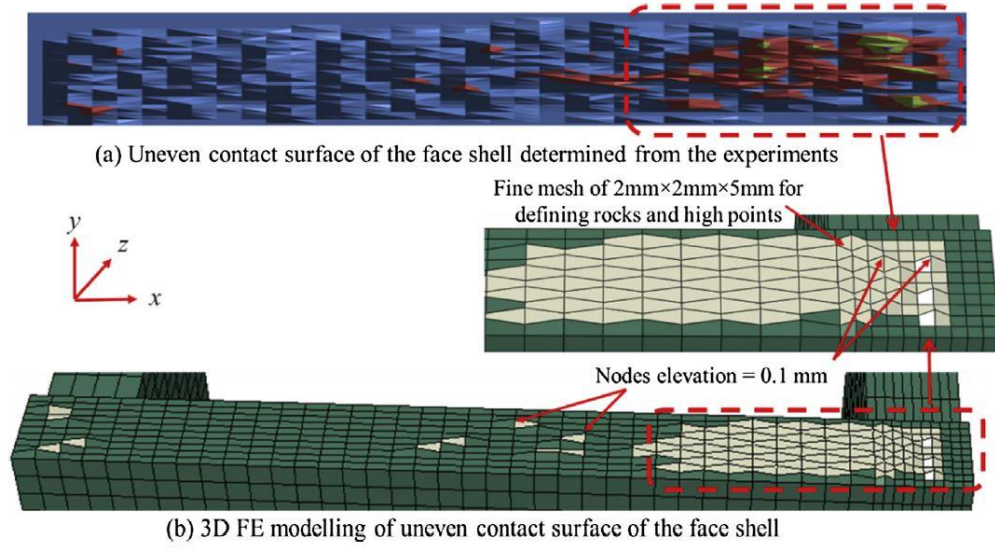 (a) Uneven contact surface of the face shell determined from the experiments
Fine mesh of 2mm×2mm×5mm for
defining rocks and high points
y
z
x
Nodes elevation = 0.1 mm
(b) 3D FE modelling of uneven contact surface of the face shell